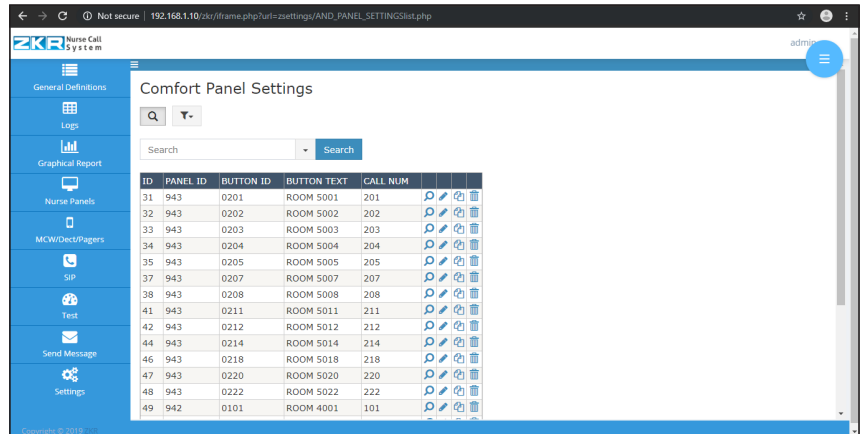 Not secure | 192.168.1.10/zkr/iframe.php?url=zsettings/AND_PANEL_SETTINGSlist.php
ZKR Nurse Call System
admin
General Definitions
Logs
Graphical Report
Nurse Panels
MCW/Dect/Pagers
SIP
Test
Send Message
Settings
Comfort Panel Settings
Search Search
ID PANEL ID BUTTON ID BUTTON TEXT CALL NUM
31 943 0201 ROOM 5001 201
32 943 0202 ROOM 5002 202
33 943 0203 ROOM 5003 203
34 943 0204 ROOM 5004 204
35 943 0205 ROOM 5005 205
37 943 0207 ROOM 5007 207
38 943 0208 ROOM 5008 208
41 943 0211 ROOM 5011 211
42 943 0212 ROOM 5012 212
44 943 0214 ROOM 5014 214
46 943 0218 ROOM 5018 218
47 943 0220 ROOM 5020 220
48 943 0222 ROOM 5022 222
49 942 0101 ROOM 4001 101
Copyright © 2019 ZKR